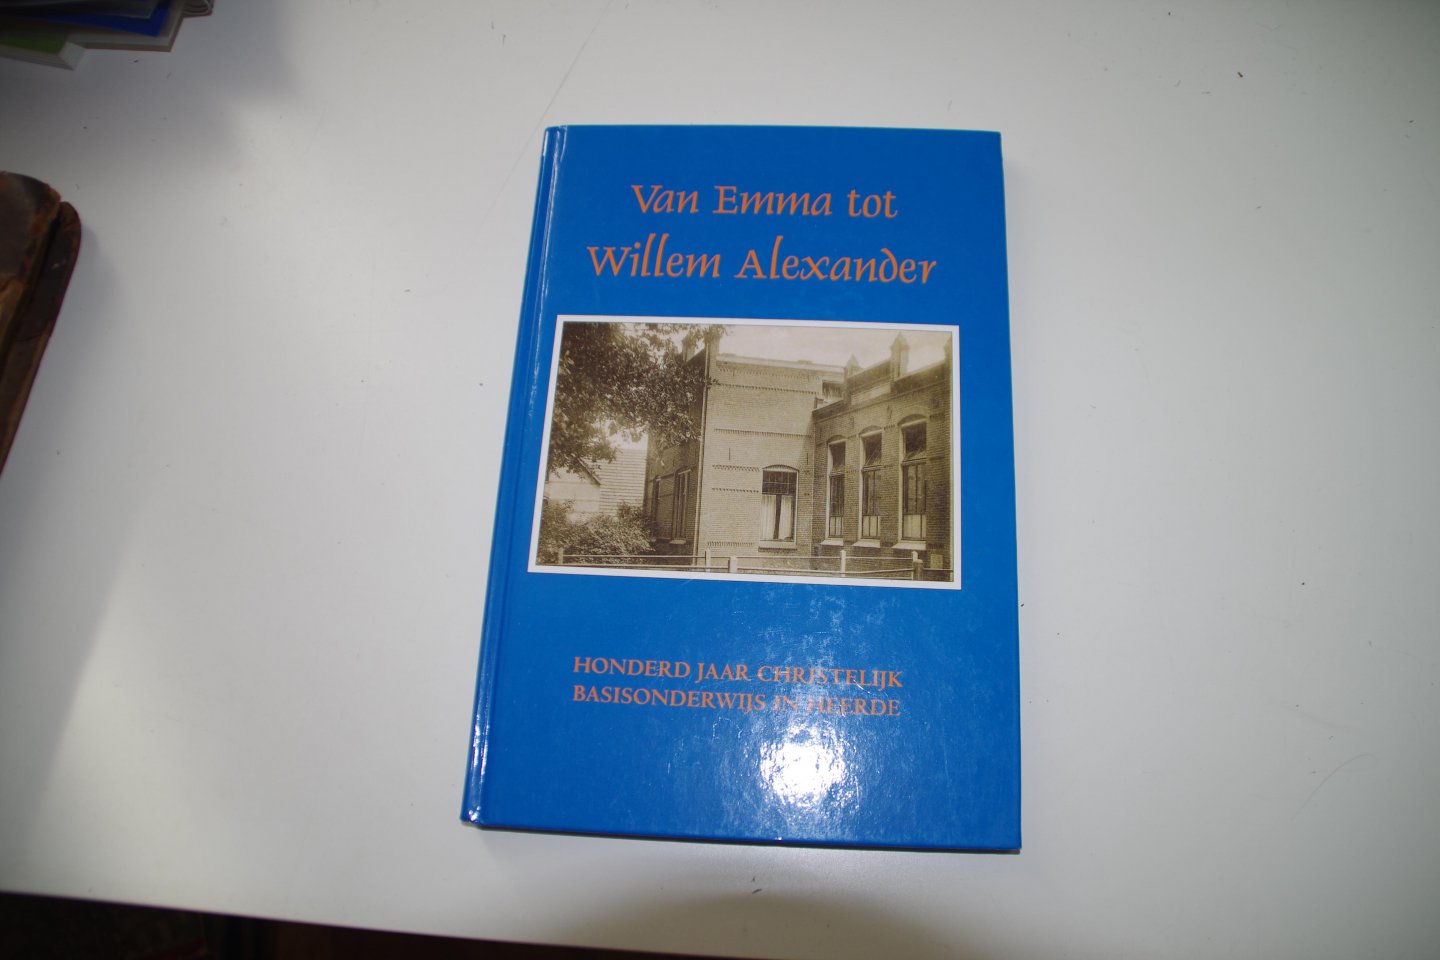 Van Emma tot
Willem Alexander
HONDERD JAAR CHRISTELIJK
BASISONDERWIJS IN HEERDE